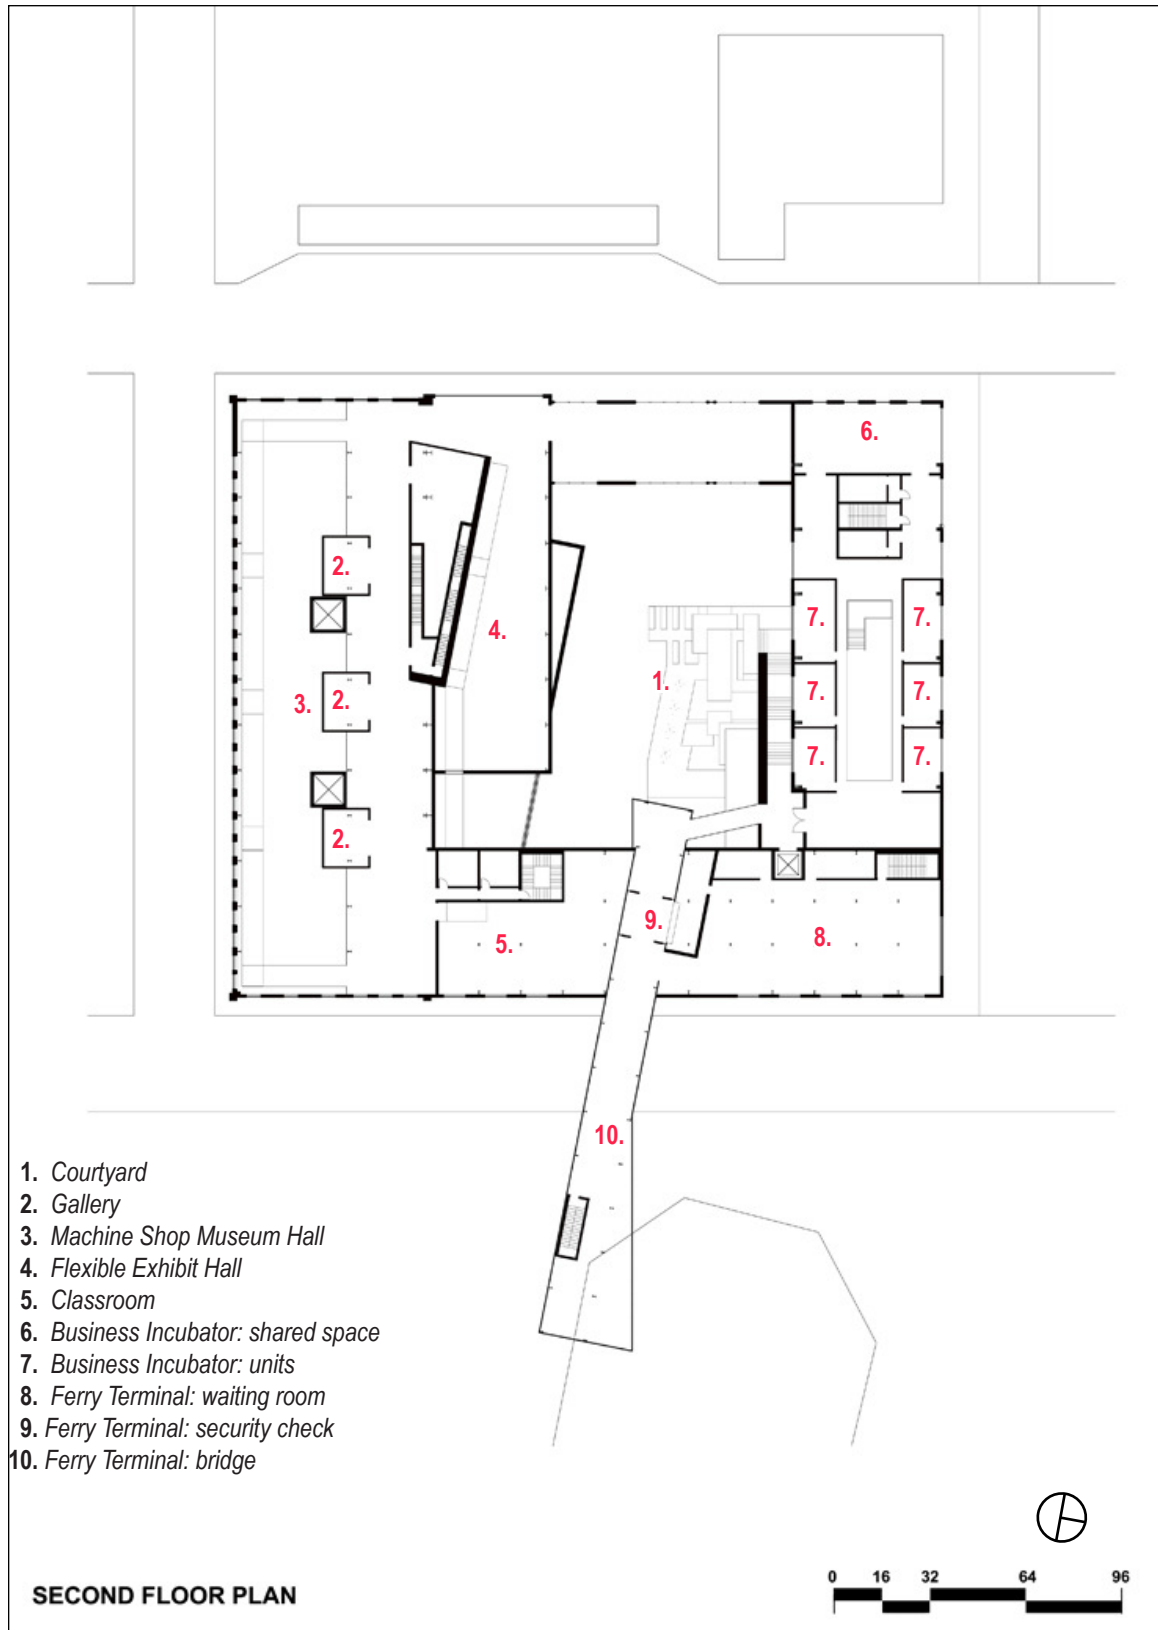 6.
2.
7.
7.
4.
1.
2.
7.
7.
3.
7.
7.
2.
9.
8.
5.
10.
1. Courtyard
2. Gallery
3. Machine Shop Museum Hall
4. Flexible Exhibit Hall
5. Classroom
6. Business Incubator: shared space
7. Business Incubator: units
8. Ferry Terminal: waiting room
9. Ferry Terminal: security check
10. Ferry Terminal: bridge
0 16 32 64 96
SECOND FLOOR PLAN